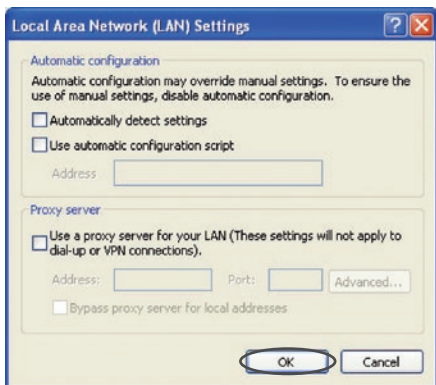 Local Area Network (LAN) Settings
Automatic configuration
Automatic configuration may override manual settings. To ensure the
use of manual settings, disable automatic configuration.
Automatically detect settings
Use automatic configuration script
Address
Proxy server
Use a proxy server for your LAN (These settings will not apply to
dial-up or VPN connections).
Address: Port: Advanced...
Bypass proxy server for local addresses
OK Cancel